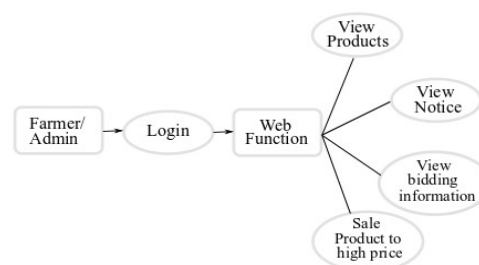 View
Products
View
Notice
Farmer/
Admin
Login
Web
Function
View
bidding
information
Sale
Product to
high price